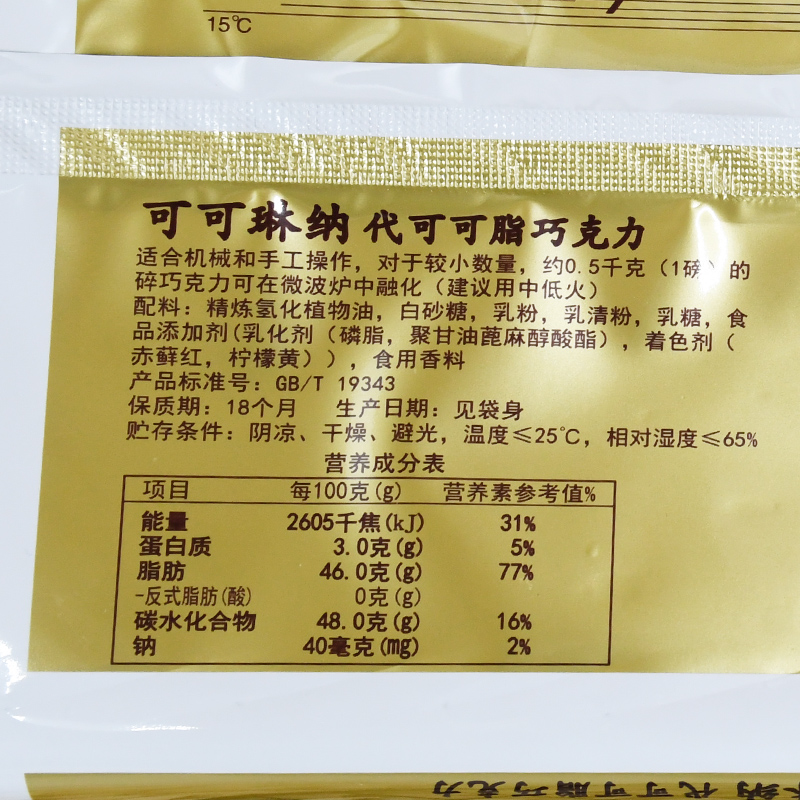 15℃
可可琳纳 代可可脂巧克力
适合机械和手工操作，对于较小数量，约0.5千克（1磅）的
碎巧克力可在微波炉中融化（建议用中低火）
配料：精炼氢化植物油，白砂糖，乳粉，乳清粉，乳糖，食
品添加剂(乳化剂（磷脂，聚甘油蓖麻醇酸酯），着色剂（
赤藓红，柠檬黄）），食用香料
产品标准号：GB/T 19343
保质期：18个月 生产日期：见袋身
贮存条件：阴凉、干燥、避光，温度≤25℃，相对湿度≤65%
营养成分表
项目 每100克(g) 营养素参考值%
能量 2605千焦(kJ) 31%
蛋白质 3.0克(g) 5%
脂肪 46.0克(g) 77%
-反式脂肪(酸) 0克(g)
碳水化合物 48.0克(g) 16%
钠 40毫克(mg) 2%
纳 代可可脂巧克力